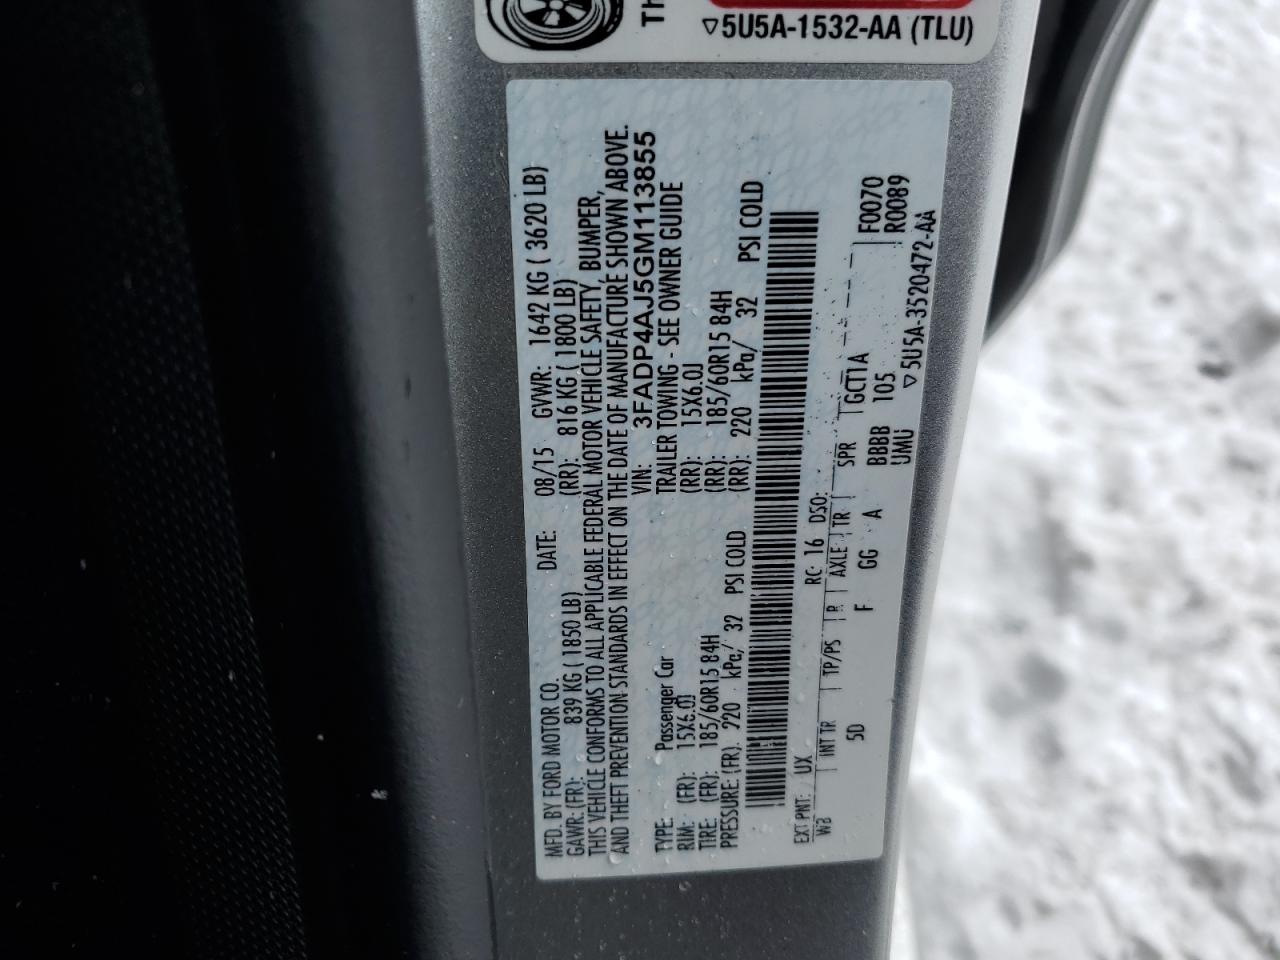 TH
▽5U5A-1532-AA (TLU)
MFD. BY FORD MOTOR CO. DATE: 08/15 GVWR: 1642 KG ( 3620 LB)
GAWR: (FR): 839 KG ( 1850 LB) (RR): 816 KG ( 1800 LB)
THIS VEHICLE CONFORMS TO ALL APPLICABLE FEDERAL MOTOR VEHICLE SAFETY, BUMPER,
AND THEFT PREVENTION STANDARDS IN EFFECT ON THE DATE OF MANUFACTURE SHOWN ABOVE.
VIN: 3FADP4AJ5GM113855
TYPE: Passenger Car TRAILER TOWING - SEE OWNER GUIDE
RIM: (FR): 15X6.0J (RR): 15X6.0J
TIRE: (FR): 185/60R15 84H (RR): 185/60R15 84H
PRESSURE: (FR): 220 kPa/ 32 PSI COLD (RR): 220 kPa/ 32 PSI COLD
EXT PNT: UX RC: 16 DSO:
WB INT TR TP/PS R AXLE TR SPR GCT1A
5D F GG A BBBB 105 F0070
UMU R0089
▽5U5A-3520472-AA